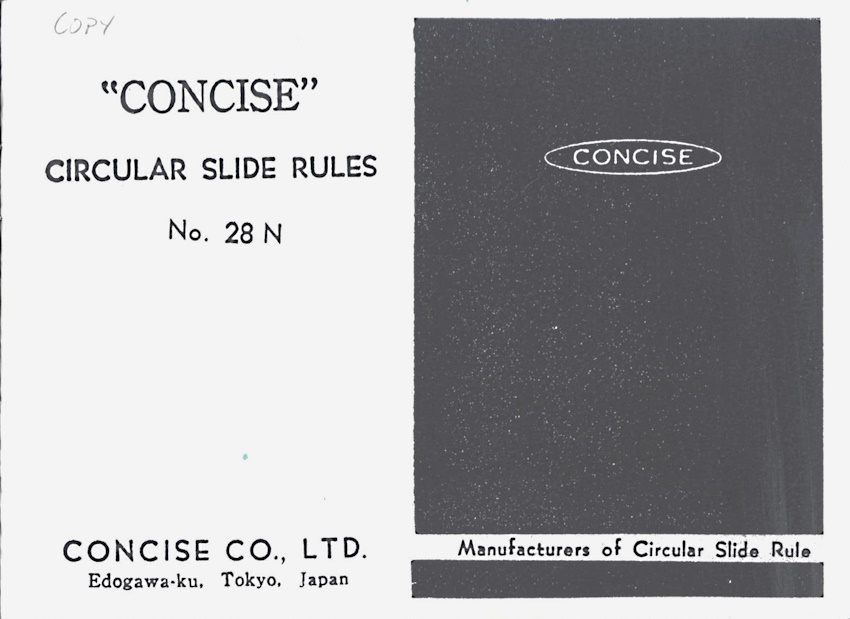 COPY
"CONCISE"
CIRCULAR SLIDE RULES
No. 28 N
CONCISE CO., LTD.
Edogawa-ku, Tokyo, Japan
CONCISE
Manufacturers of Circular Slide Rule